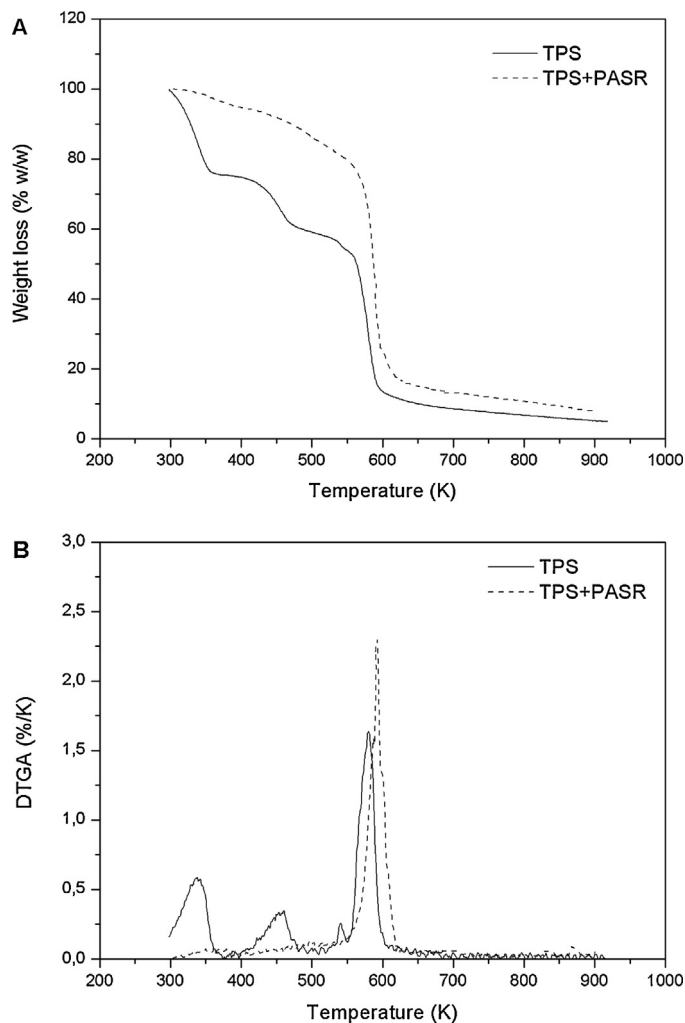 A
120
100
80
60
40
20
0
Weight loss (% w/w)
TPS
TPS+PASR
200 300 400 500 600 700 800 900 1000
Temperature (K)
B
3,0
2,5
2,0
1,5
1,0
0,5
0,0
DTGA (%/K)
TPS
TPS+PASR
200 300 400 500 600 700 800 900 1000
Temperature (K)